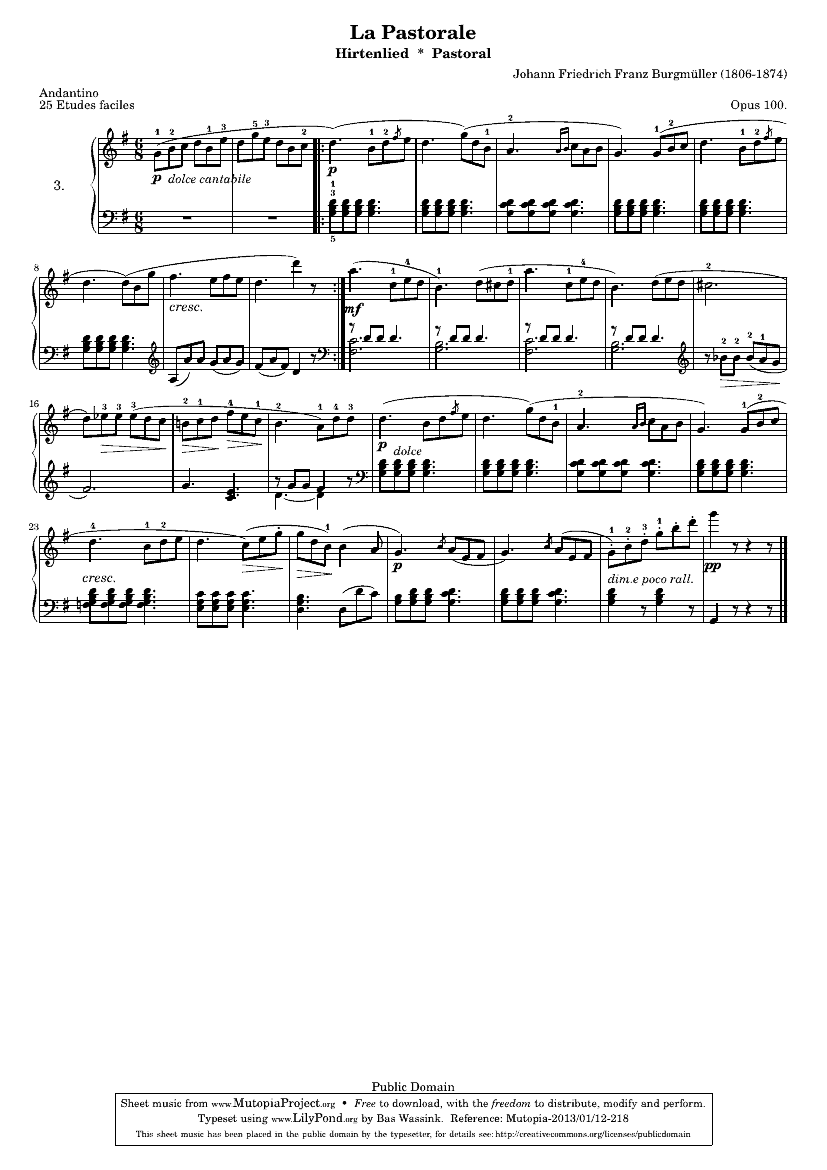 La Pastorale
Hirtenlied * Pastoral
Johann Friedrich Franz Burgmüller (1806-1874)
Andantino
25 Etudes faciles
Opus 100.
3.
p dolce cantabile
p
8
cresc.
mf
16
p dolce
23
cresc.
p
dim.e poco rall.
pp
Public Domain
Sheet music from www.MutopiaProject.org • Free to download, with the freedom to distribute, modify and perform.
Typeset using www.LilyPond.org by Bas Wassink. Reference: Mutopia-2013/01/12-218
This sheet music has been placed in the public domain by the typesetter, for details see: http://creativecommons.org/licenses/publicdomain